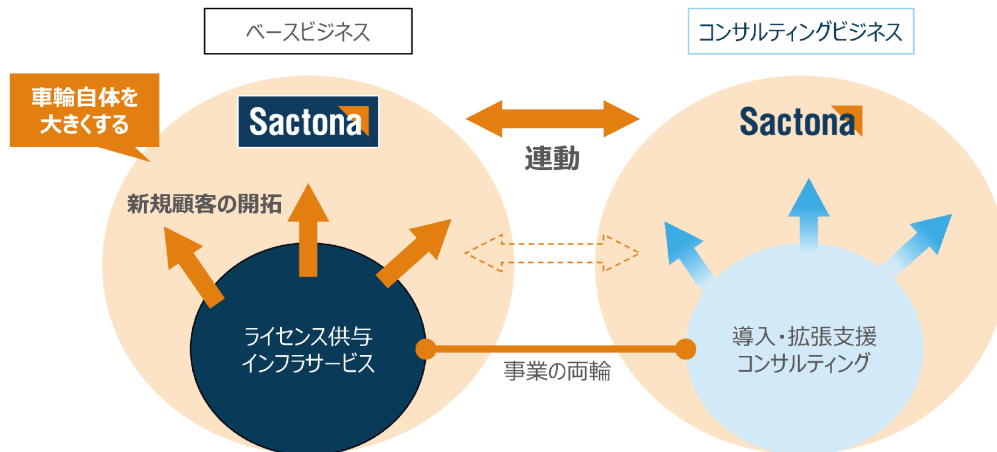 ベースビジネス
コンサルティングビジネス
車輪自体を
大きくする
Sactona
Sactona
連動
新規顧客の開拓
ライセンス供与
インフラサービス
導入・拡張支援
コンサルティング
事業の両輪